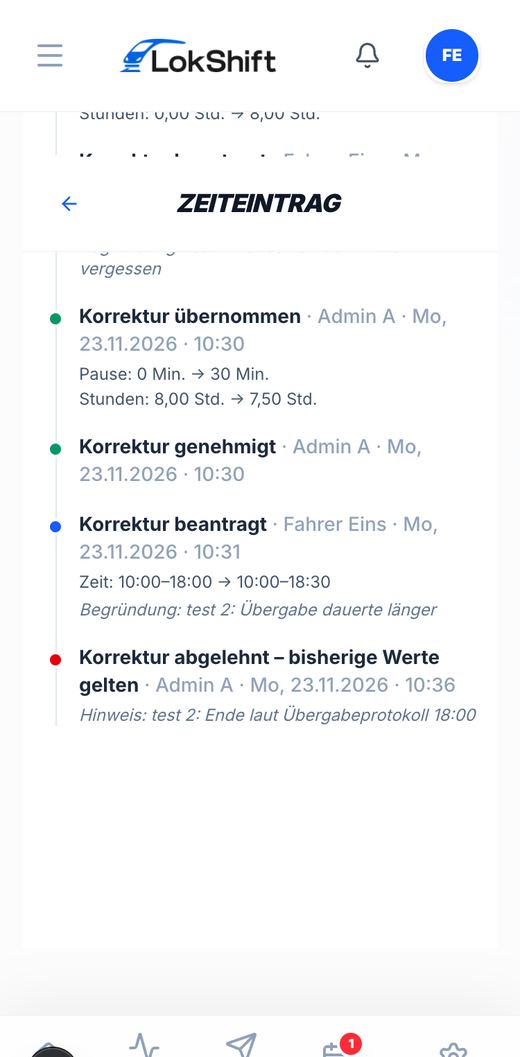 LokShift
FE
Stunden: 0,00 Std. → 8,00 Std.
ZEITEINTRAG
vergessen
Korrektur übernommen · Admin A · Mo,
23.11.2026 · 10:30
Pause: 0 Min. → 30 Min.
Stunden: 8,00 Std. → 7,50 Std.
Korrektur genehmigt · Admin A · Mo,
23.11.2026 · 10:30
Korrektur beantragt · Fahrer Eins · Mo,
23.11.2026 · 10:31
Zeit: 10:00–18:00 → 10:00–18:30
Begründung: test 2: Übergabe dauerte länger
Korrektur abgelehnt – bisherige Werte
gelten · Admin A · Mo, 23.11.2026 · 10:36
Hinweis: test 2: Ende laut Übergabeprotokoll 18:00
1